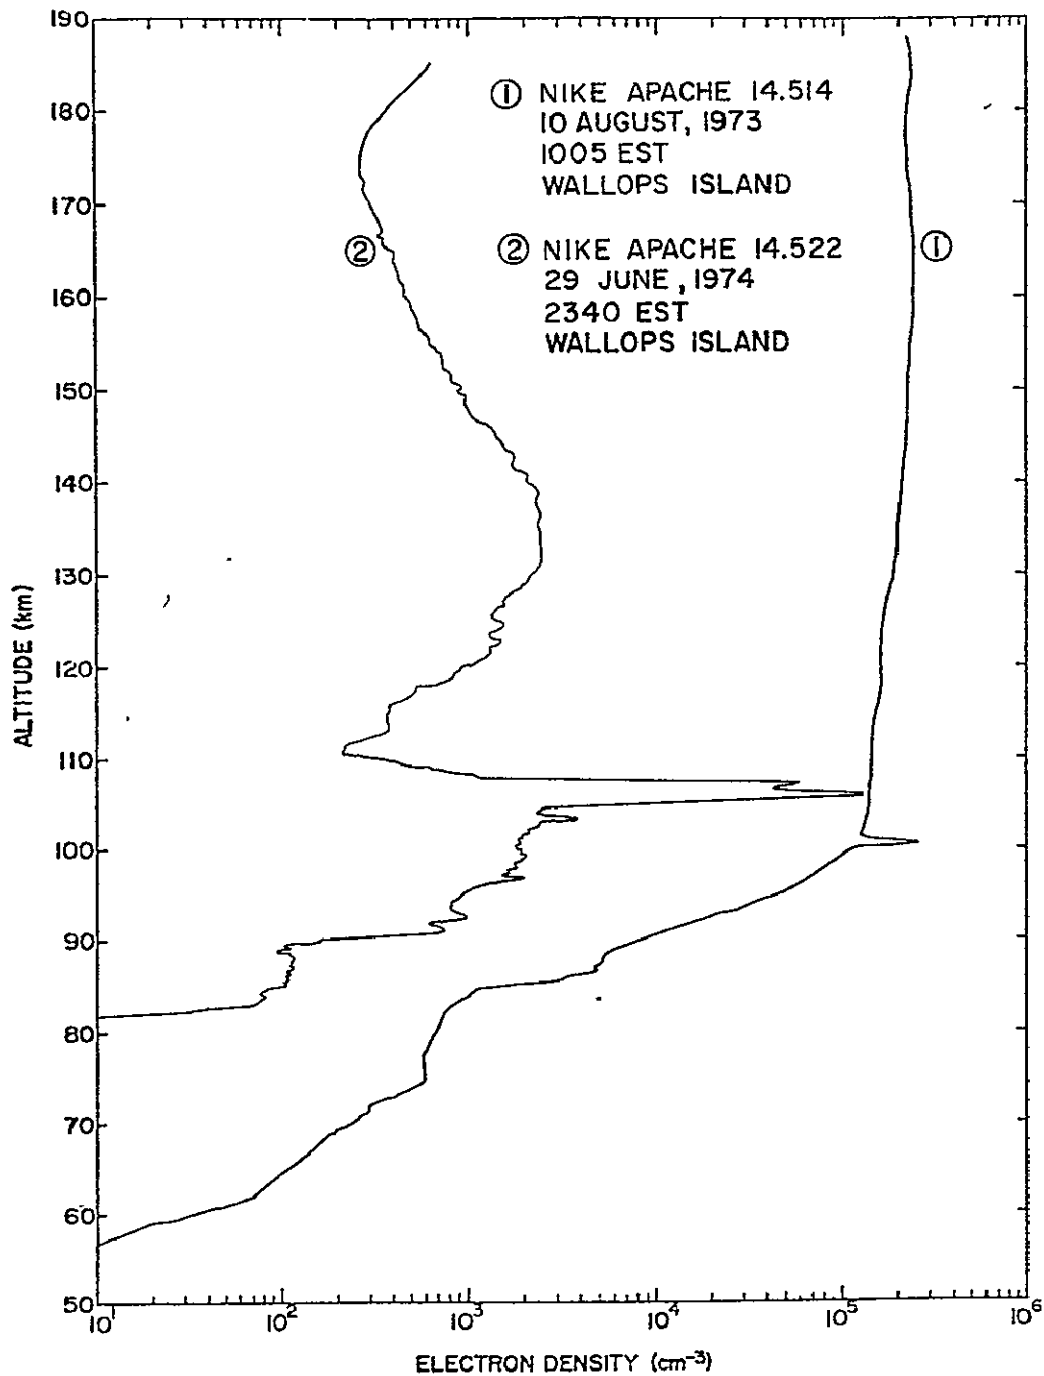 190
180
170
160
150
140
130
120
110
100
90
80
70
60
50
ALTITUDE (km)
① NIKE APACHE 14.514
10 AUGUST, 1973
1005 EST
WALLOPS ISLAND
② NIKE APACHE 14.522
29 JUNE, 1974
2340 EST
WALLOPS ISLAND
②
①
10¹ 10² 10³ 10⁴ 10⁵ 10⁶
ELECTRON DENSITY (cm⁻³)